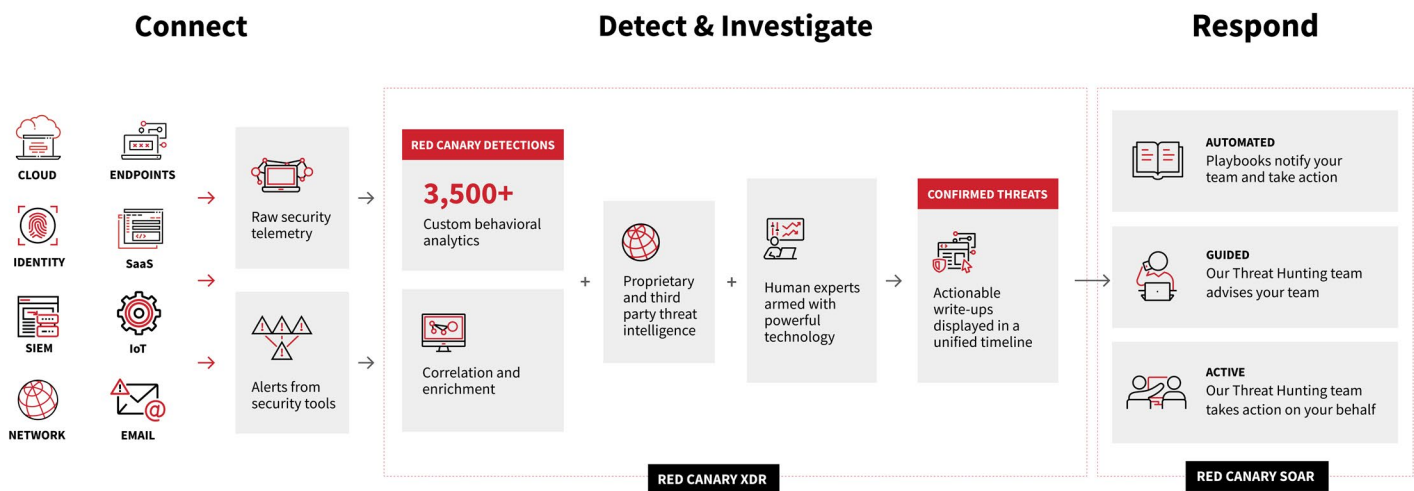 Connect
Detect & Investigate
Respond
CLOUD
ENDPOINTS
IDENTITY
SaaS
</>
SIEM
IoT
NETWORK
EMAIL
Raw security
telemetry
Alerts from
security tools
RED CANARY DETECTIONS
3,500+
Custom behavioral
analytics
Correlation and
enrichment
+
Proprietary
and third
party threat
intelligence
+
Human experts
armed with
powerful
technology
CONFIRMED THREATS
Actionable
write-ups
displayed in a
unified timeline
RED CANARY XDR
AUTOMATED
Playbooks notify your
team and take action
GUIDED
Our Threat Hunting team
advises your team
ACTIVE
Our Threat Hunting team
takes action on your behalf
RED CANARY SOAR